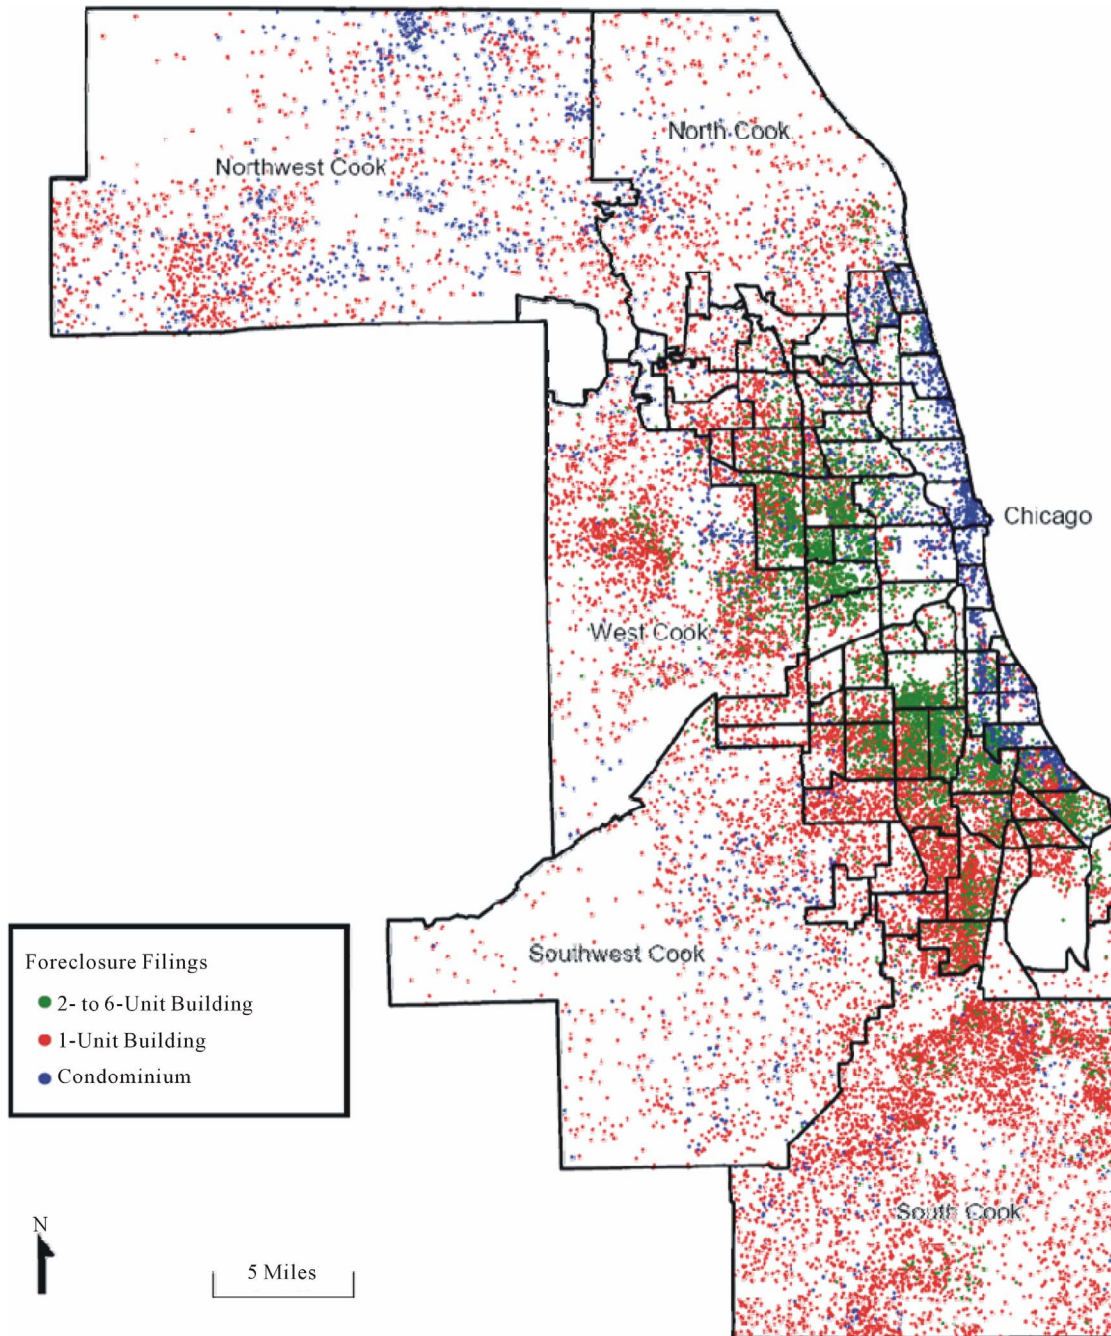 North Cook
Northwest Cook
Chicago
West Cook
Southwest Cook
Foreclosure Filings
2- to 6-Unit Building
1-Unit Building
Condominium
South Cook
N
5 Miles